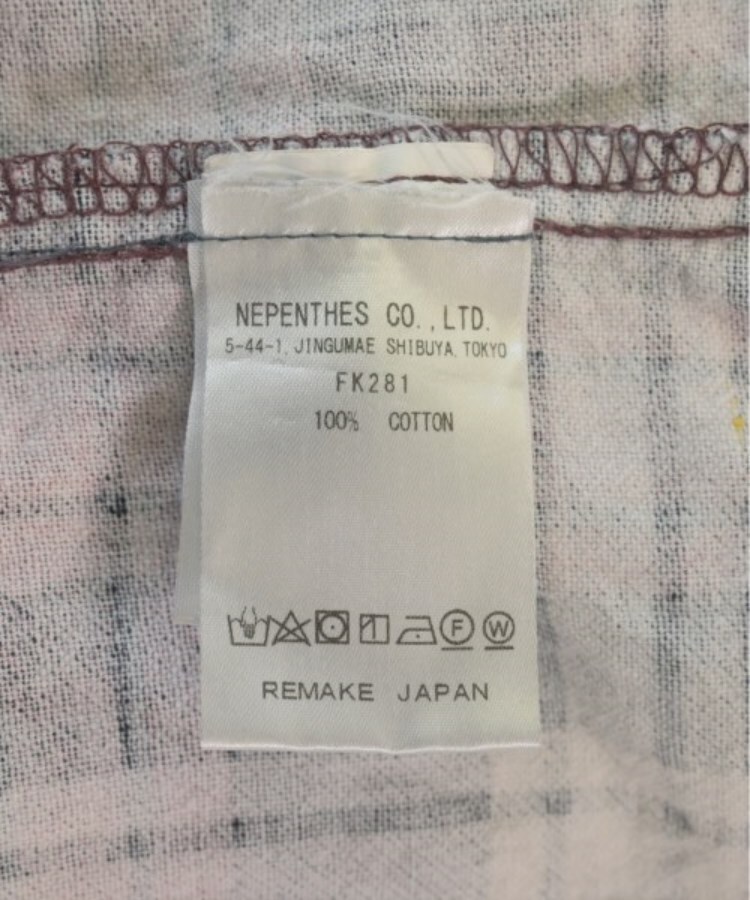 NEPENTHES CO.,LTD.
5-44-1, JINGUMAE SHIBUYA, TOKYO
FK281
100% COTTON
F W
REMAKE JAPAN